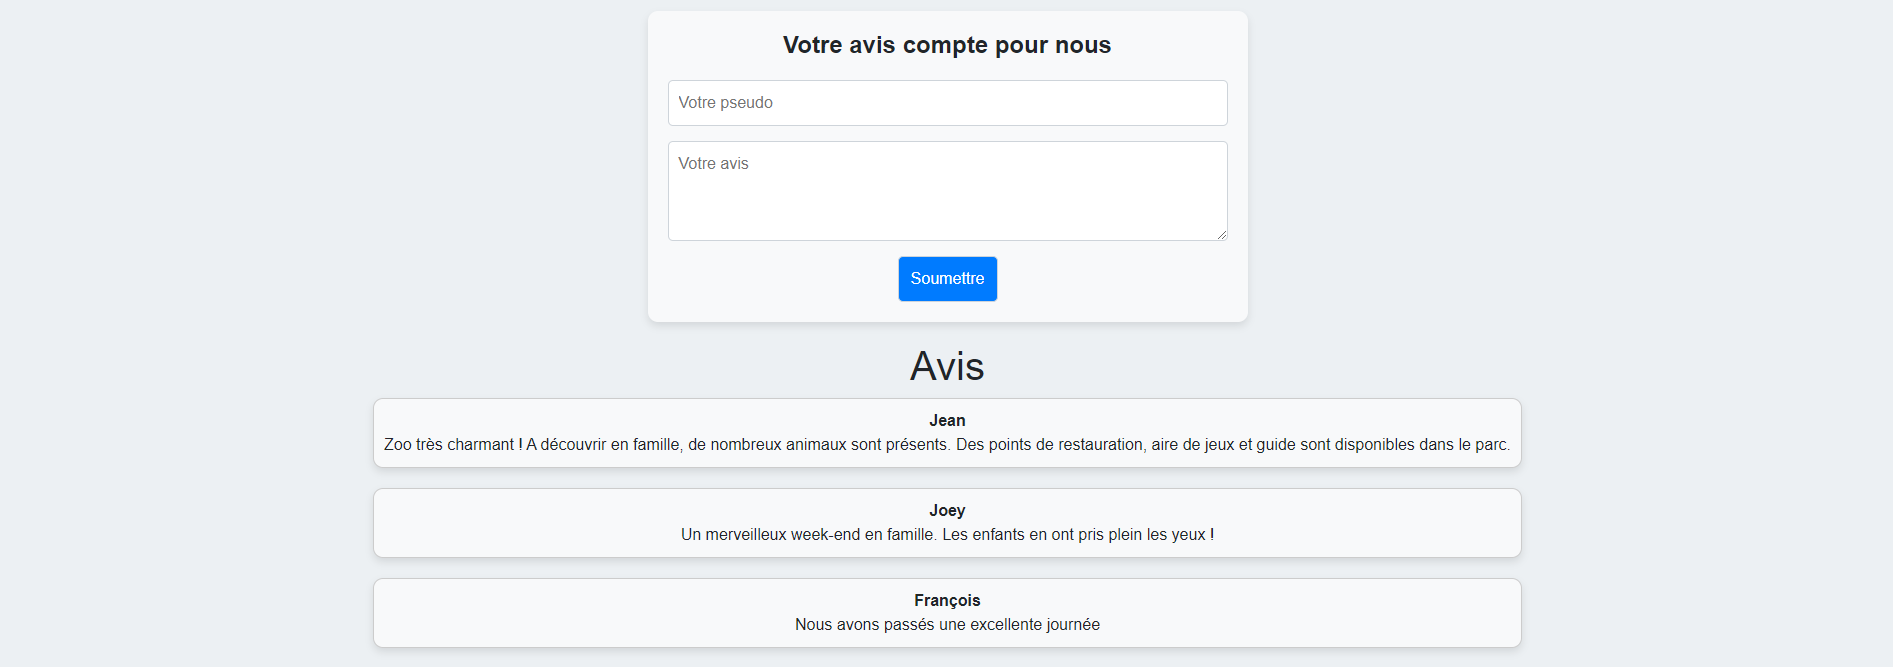 Votre avis compte pour nous
Votre pseudo
Votre avis
Soumettre
Avis
Jean
Zoo très charmant ! A découvrir en famille, de nombreux animaux sont présents. Des points de restauration, aire de jeux et guide sont disponibles dans le parc.
Joey
Un merveilleux week-end en famille. Les enfants en ont pris plein les yeux !
François
Nous avons passés une excellente journée